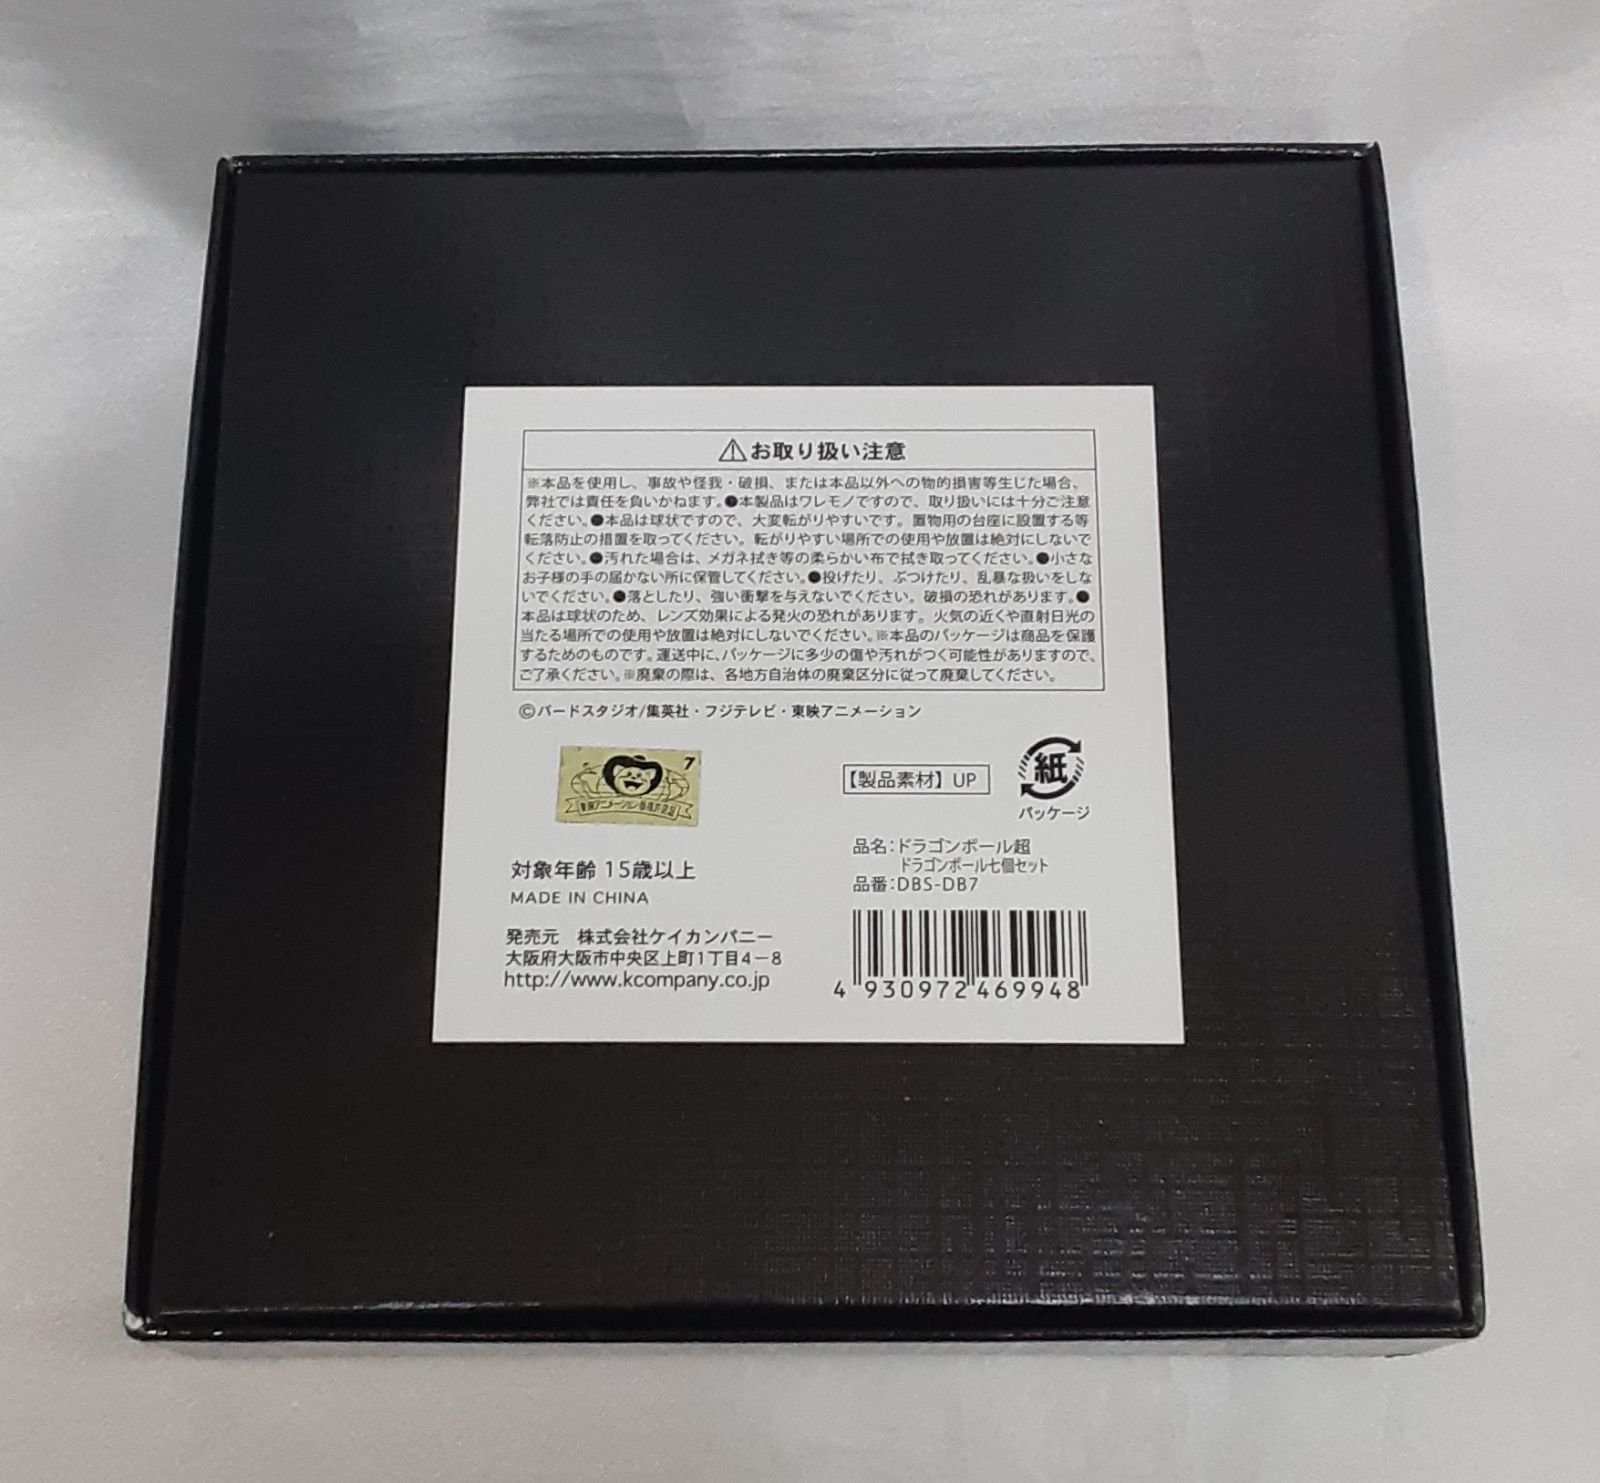 ⚠お取り扱い注意
※本品を使用し、事故や怪我・破損、または本品以外への物的損害等生じた場合、
弊社では責任を負いかねます。●本製品はワレモノですので、取り扱いには十分ご注意
ください。●本品は球状ですので、大変転がりやすいです。置物用の台座に設置する等
転落防止の措置を取ってください。転がりやすい場所での使用や放置は絶対にしないで
ください。●汚れた場合は、メガネ拭き等の柔らかい布で拭き取ってください。●小さな
お子様の手の届かない所に保管してください。●投げたり、ぶつけたり、乱暴な扱いをしな
いでください。●落としたり、強い衝撃を与えないでください。破損の恐れがあります。●
本品は球状のため、レンズ効果による発火の恐れがあります。火気の近くや直射日光の
当たる場所での使用や放置は絶対にしないでください。※本品のパッケージは商品を保護
するためのものです。運送中に、パッケージに多少の傷や汚れがつく可能性がありますので、
ご了承ください。※廃棄の際は、各地方自治体の廃棄区分に従って廃棄してください。
©バードスタジオ/集英社・フジテレビ・東映アニメーション
7
東映アニメーション版権許諾証
【製品素材】UP
紙
パッケージ
品名:ドラゴンボール超
ドラゴンボール七個セット
品番:DBS-DB7
対象年齢 15歳以上
MADE IN CHINA
発売元 株式会社ケイカンパニー
大阪府大阪市中央区上町1丁目4-8
http://www.kcompany.co.jp
4 930972 469948